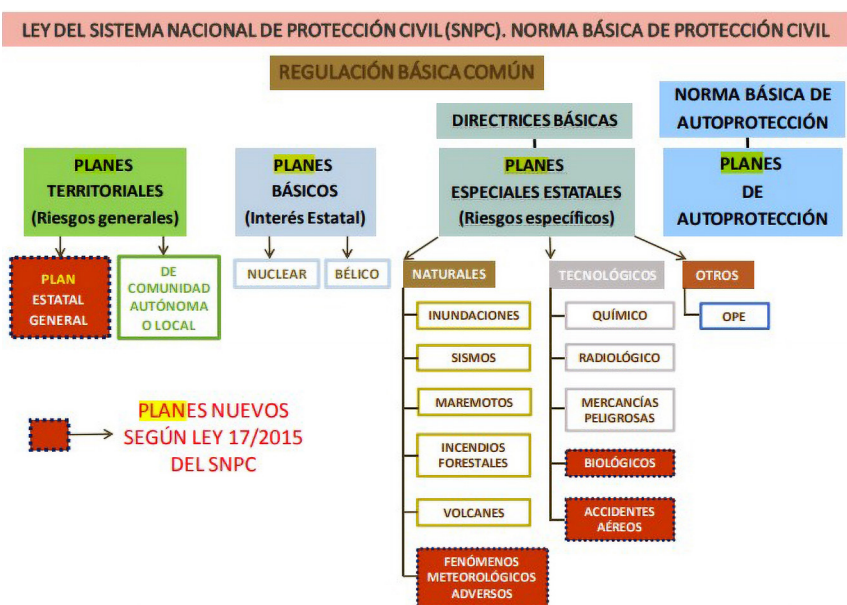 LEY DEL SISTEMA NACIONAL DE PROTECCIÓN CIVIL (SNPC). NORMA BÁSICA DE PROTECCIÓN CIVIL
REGULACIÓN BÁSICA COMÚN
NORMA BÁSICA DE
AUTOPROTECCIÓN
DIRECTRICES BÁSICAS
PLANES
TERRITORIALES
(Riesgos generales)
PLANES
BÁSICOS
(Interés Estatal)
PLANES
ESPECIALES ESTATALES
(Riesgos específicos)
PLANES
DE
AUTOPROTECCIÓN
PLAN
ESTATAL
GENERAL
DE
COMUNIDAD
AUTÓNOMA
O LOCAL
NUCLEAR
BÉLICO
NATURALES
TECNOLÓGICOS
OTROS
INUNDACIONES
SISMOS
MAREMOTOS
INCENDIOS
FORESTALES
VOLCANES
FENÓMENOS
METEOROLÓGICOS
ADVERSOS
QUÍMICO
RADIOLÓGICO
MERCANCÍAS
PELIGROSAS
BIOLÓGICOS
ACCIDENTES
AÉREOS
OPE
PLANES NUEVOS
SEGÚN LEY 17/2015
DEL SNPC